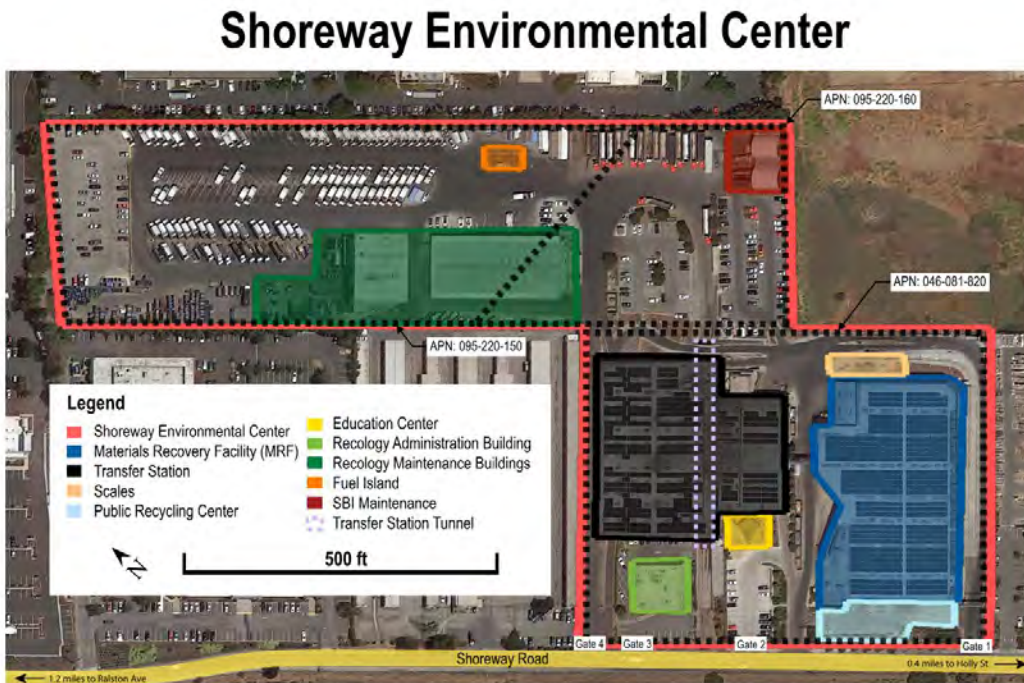 Shoreway Environmental Center
APN: 095-220-160
APN: 046-081-820
APN: 095-220-150
Legend
Shoreway Environmental Center
Materials Recovery Facility (MRF)
Transfer Station
Scales
Public Recycling Center
Education Center
Recology Administration Building
Recology Maintenance Buildings
Fuel Island
SBI Maintenance
Transfer Station Tunnel
N
500 ft
Gate 4
Gate 3
Gate 2
Gate 1
Shoreway Road
1.2 miles to Ralston Ave
0.4 miles to Holly St